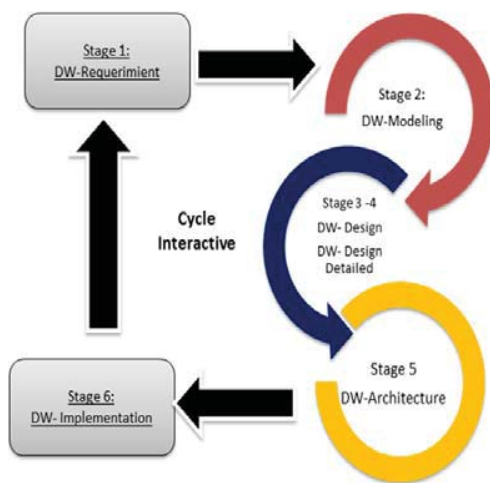 Stage 1:
DW-Requerimient
Stage 2:
DW-Modeling
Stage 3 -4
DW- Design
DW- Design
Detailed
Cycle
Interactive
Stage 5
DW-Architecture
Stage 6:
DW- Implementation